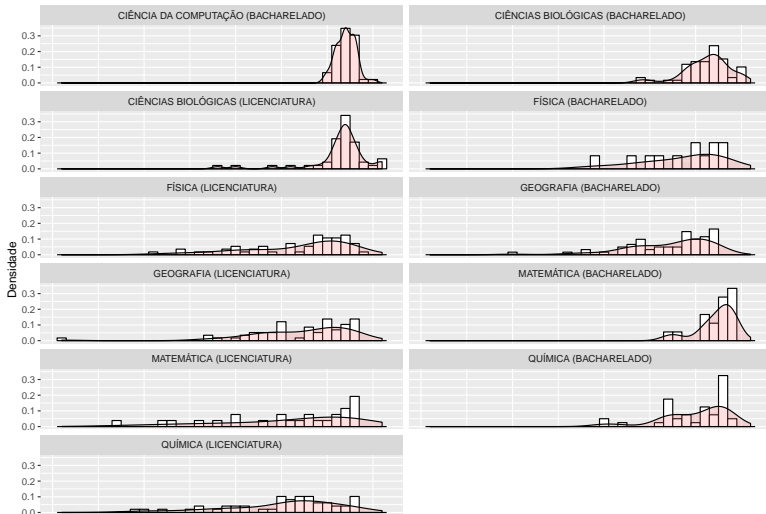 CIÊNCIA DA COMPUTAÇÃO (BACHARELADO)
CIÊNCIAS BIOLÓGICAS (BACHARELADO)
0.3
0.2
0.1
0.0
CIÊNCIAS BIOLÓGICAS (LICENCIATURA)
FÍSICA (BACHARELADO)
0.3
0.2
0.1
0.0
FÍSICA (LICENCIATURA)
GEOGRAFIA (BACHARELADO)
0.3
0.2
0.1
0.0
Densidade
GEOGRAFIA (LICENCIATURA)
MATEMÁTICA (BACHARELADO)
0.3
0.2
0.1
0.0
MATEMÁTICA (LICENCIATURA)
QUÍMICA (BACHARELADO)
0.3
0.2
0.1
0.0
QUÍMICA (LICENCIATURA)
0.3
0.2
0.1
0.0